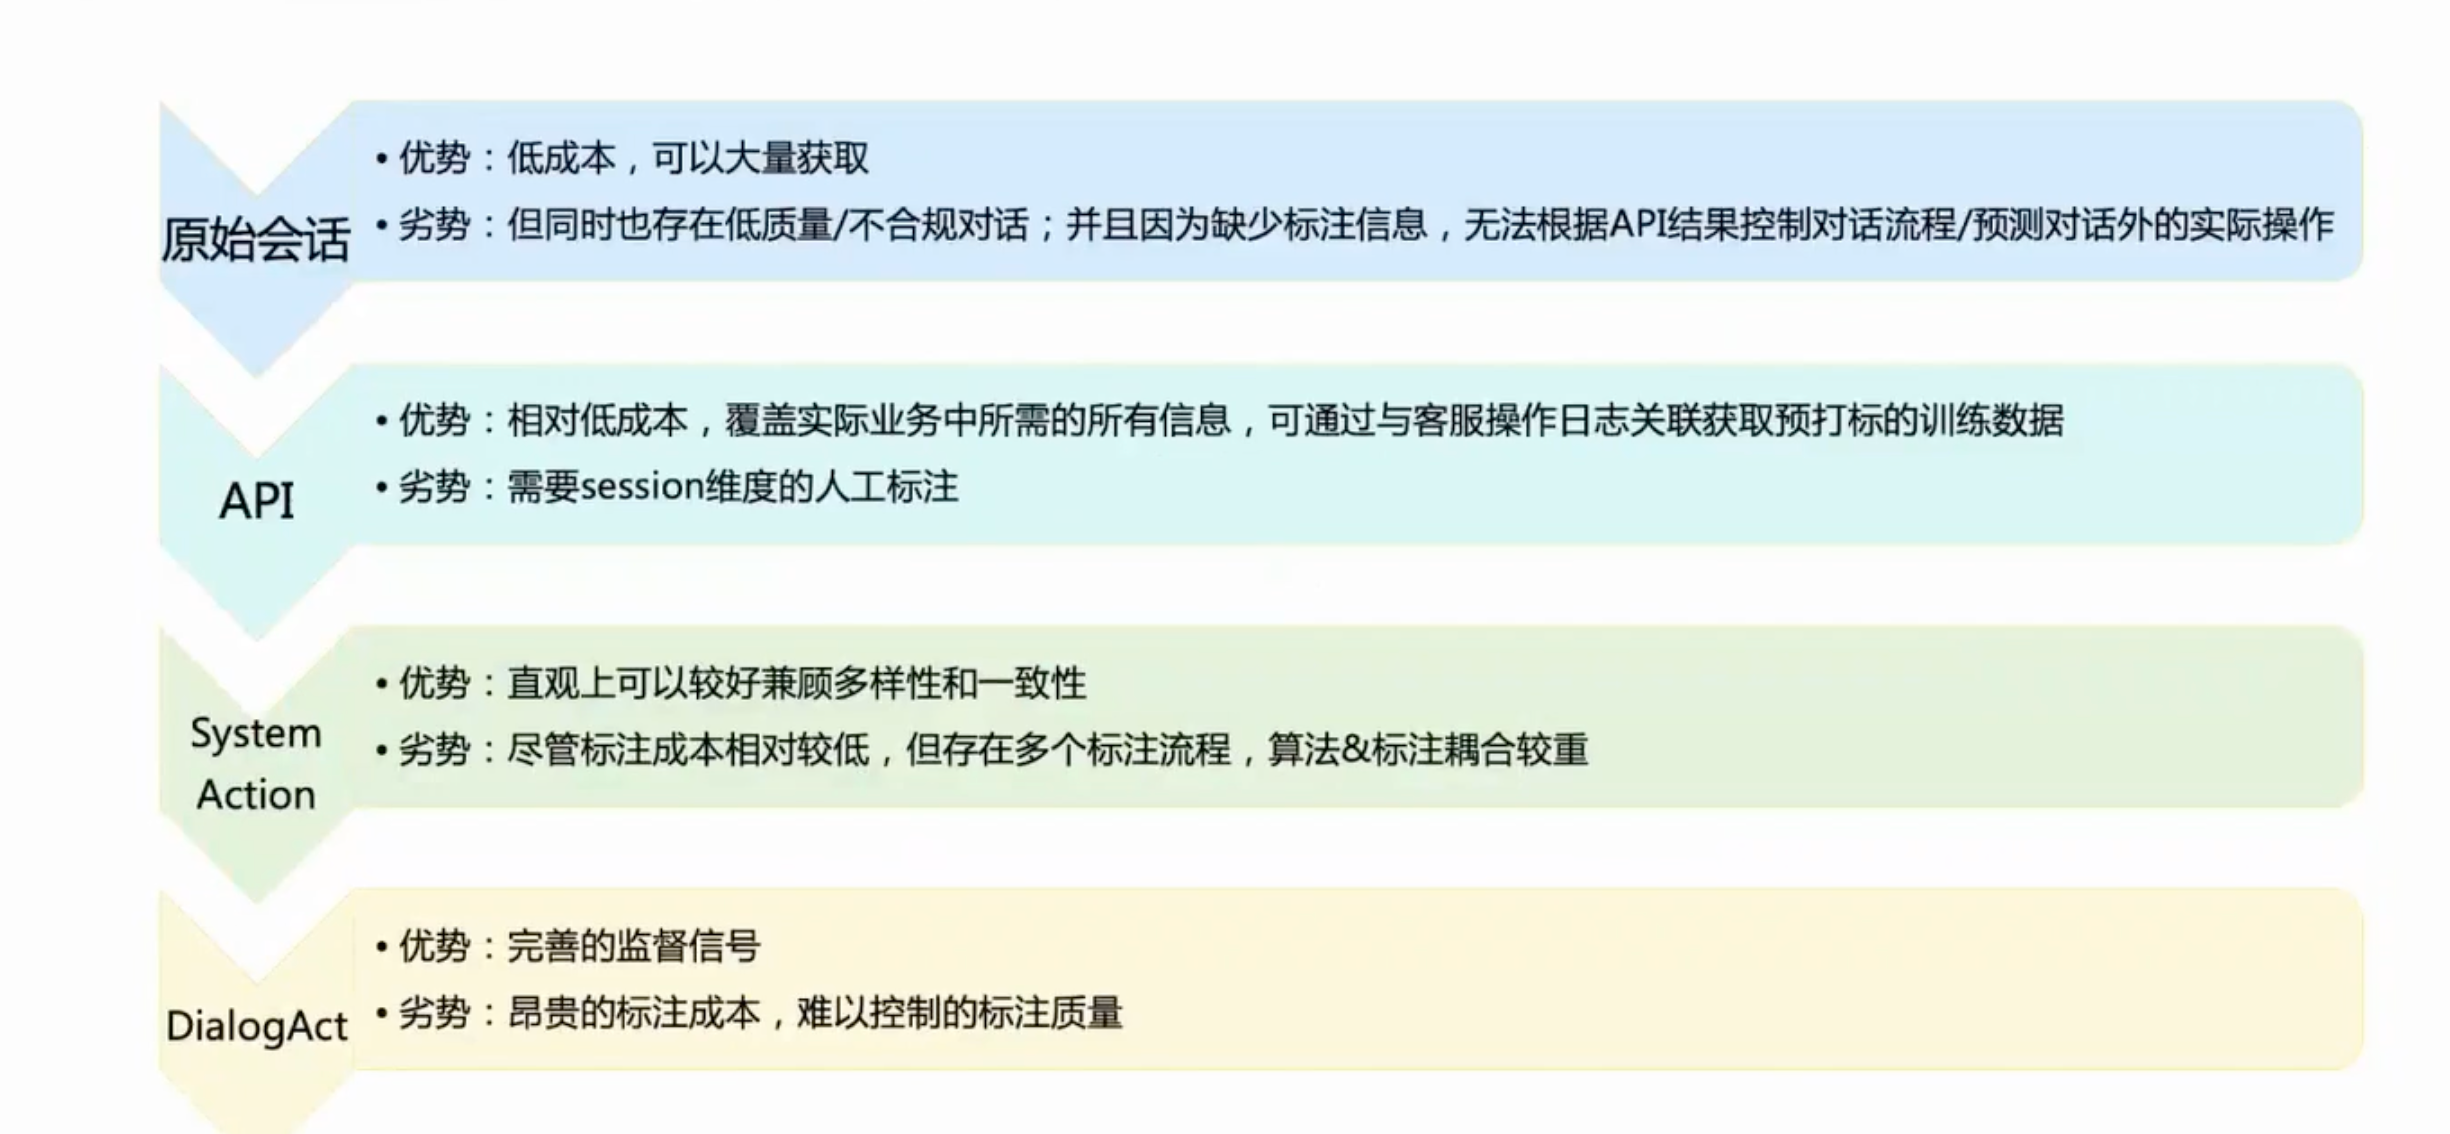 • 优势：低成本，可以大量获取
原始会话
• 劣势：但同时也存在低质量/不合规对话；并且因为缺少标注信息，无法根据API结果控制对话流程/预测对话外的实际操作
• 优势：相对低成本，覆盖实际业务中所需的所有信息，可通过与客服操作日志关联获取预打标的训练数据
API
• 劣势：需要session维度的人工标注
• 优势：直观上可以较好兼顾多样性和一致性
System
Action
• 劣势：尽管标注成本相对较低，但存在多个标注流程，算法&标注耦合较重
• 优势：完善的监督信号
DialogAct
• 劣势：昂贵的标注成本，难以控制的标注质量